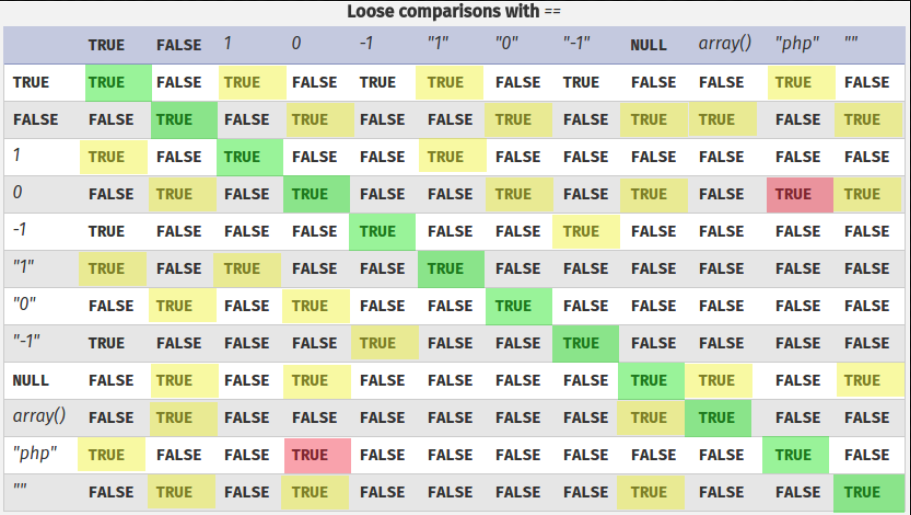 Loose comparisons with ==
TRUE FALSE 1 0 -1 "1" "0" "-1" NULL array() "php" ""
TRUE TRUE FALSE TRUE FALSE TRUE TRUE FALSE TRUE FALSE FALSE TRUE FALSE
FALSE FALSE TRUE FALSE TRUE FALSE FALSE TRUE FALSE TRUE TRUE FALSE TRUE
1 TRUE FALSE TRUE FALSE FALSE TRUE FALSE FALSE FALSE FALSE FALSE FALSE
0 FALSE TRUE FALSE TRUE FALSE FALSE TRUE FALSE TRUE FALSE TRUE TRUE
-1 TRUE FALSE FALSE FALSE TRUE FALSE FALSE TRUE FALSE FALSE FALSE FALSE
"1" TRUE FALSE TRUE FALSE FALSE TRUE FALSE FALSE FALSE FALSE FALSE FALSE
"0" FALSE TRUE FALSE TRUE FALSE FALSE TRUE FALSE FALSE FALSE FALSE FALSE
"-1" TRUE FALSE FALSE FALSE TRUE FALSE FALSE TRUE FALSE FALSE FALSE FALSE
NULL FALSE TRUE FALSE TRUE FALSE FALSE FALSE FALSE TRUE TRUE FALSE TRUE
array() FALSE TRUE FALSE FALSE FALSE FALSE FALSE FALSE TRUE TRUE FALSE FALSE
"php" TRUE FALSE FALSE TRUE FALSE FALSE FALSE FALSE FALSE FALSE TRUE FALSE
"" FALSE TRUE FALSE TRUE FALSE FALSE FALSE FALSE TRUE FALSE FALSE TRUE